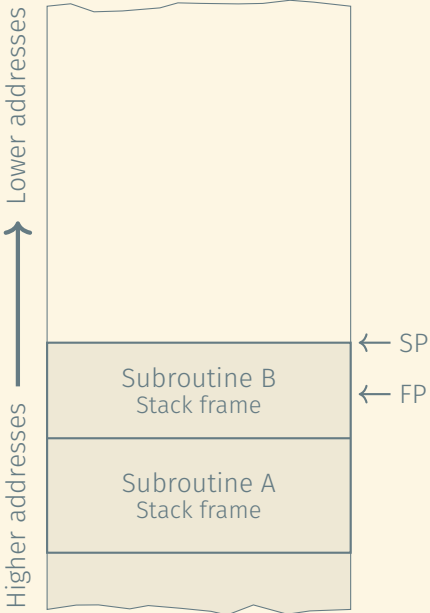 Lower addresses
Higher addresses
SP
Subroutine B
Stack frame
FP
Subroutine A
Stack frame